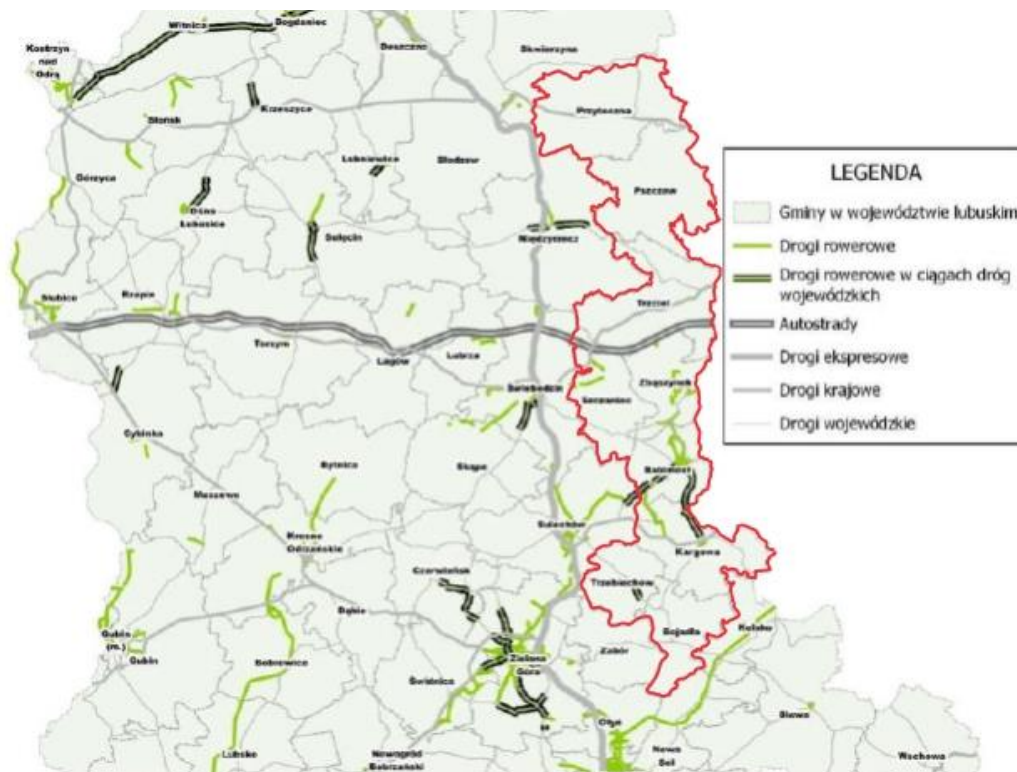 Witnica
Bogdaniec
Kostrzyn
nad
Odrą
Deszczno
Skwierzyna
Przytoczna
Krzeszyce
Słońsk
Lubniewice
Bledzew
Pszczew
Górzyca
Ośno
Lubuskie
Sulęcin
Międzyrzecz
Trzciel
Słubice
Rzepin
Torzym
Łagów
Lubrza
Świebodzin
Szczaniec
Zbąszynek
Cybinka
Bytnica
Skąpe
Babimost
Maszewo
Sulechów
Kargowa
Krosno
Odrzańskie
Czerwieńsk
Trzebiechów
Dąbie
Bojadła
Kolsko
Gubin
(m.)
Gubin
Bobrowice
Zielona
Góra
Zabór
Świdnica
Otyń
Sława
Lubsko
Nowogród
Bobrzański
Nowa
Sól
Wschowa
LEGENDA
Gminy w województwie lubuskim
Drogi rowerowe
Drogi rowerowe w ciągach dróg
wojewódzkich
Autostrady
Drogi ekspresowe
Drogi krajowe
Drogi wojewódzkie